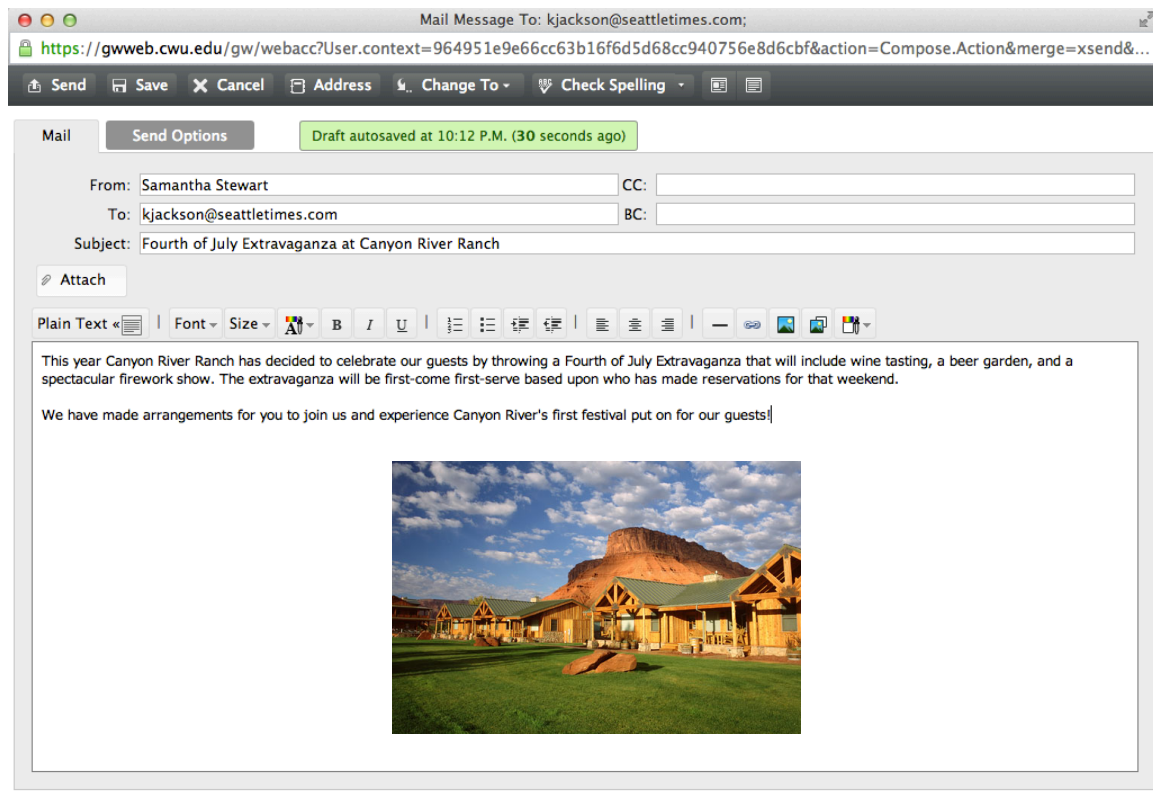 Mail Message To: kjackson@seattletimes.com;
https://gwweb.cwu.edu/gw/webacc?User.context=964951e9e66cc63b16f6d5d68cc940756e8d6cbf&action=Compose.Action&merge=xsend&...
Send Save Cancel Address Change To Check Spelling
Mail Send Options Draft autosaved at 10:12 P.M. (30 seconds ago)
From: Samantha Stewart CC:
To: kjackson@seattletimes.com BC:
Subject: Fourth of July Extravaganza at Canyon River Ranch
Attach
Plain Text « Font Size A B I U
This year Canyon River Ranch has decided to celebrate our guests by throwing a Fourth of July Extravaganza that will include wine tasting, a beer garden, and a
spectacular firework show. The extravaganza will be first-come first-serve based upon who has made reservations for that weekend.
We have made arrangements for you to join us and experience Canyon River's first festival put on for our guests!